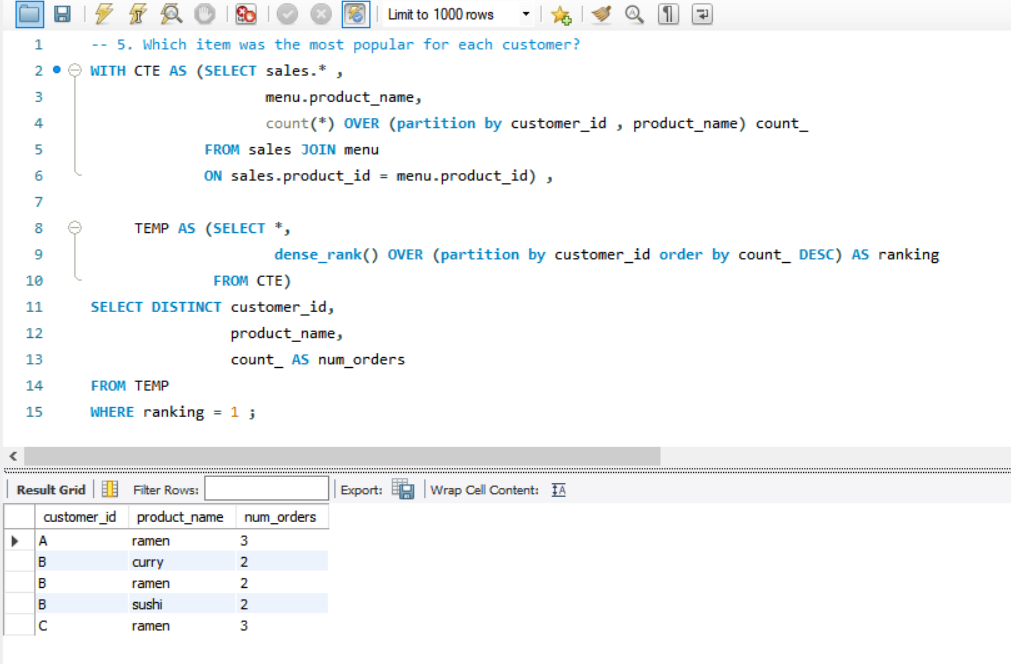 Limit to 1000 rows
1 -- 5. Which item was the most popular for each customer?
2 WITH CTE AS (SELECT sales.* ,
3 menu.product_name,
4 count(*) OVER (partition by customer_id , product_name) count_
5 FROM sales JOIN menu
6 ON sales.product_id = menu.product_id) ,
7
8 TEMP AS (SELECT *,
9 dense_rank() OVER (partition by customer_id order by count_ DESC) AS ranking
10 FROM CTE)
11 SELECT DISTINCT customer_id,
12 product_name,
13 count_ AS num_orders
14 FROM TEMP
15 WHERE ranking = 1 ;
Result Grid Filter Rows: Export: Wrap Cell Content: IA
customer_id product_name num_orders
A ramen 3
B curry 2
B ramen 2
B sushi 2
C ramen 3